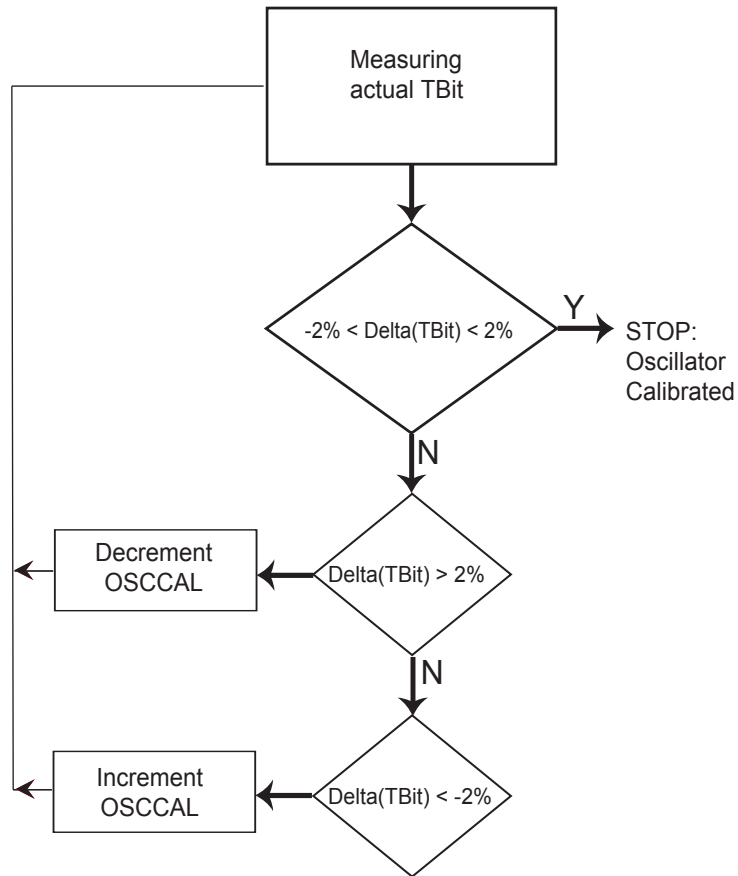 Measuring
actual TBit
-2% < Delta(TBit) < 2%
Y
STOP:
Oscillator
Calibrated
N
Decrement
OSCCAL
Delta(TBit) > 2%
N
Increment
OSCCAL
Delta(TBit) < -2%